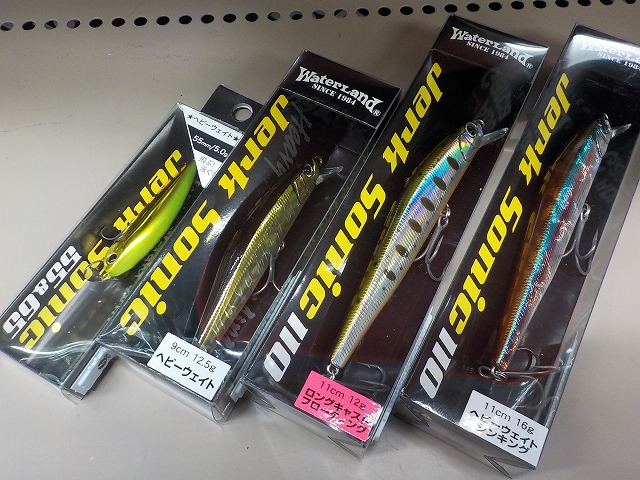 ★ヘビーウェイト★
55mm/5.0g
Jerk Sonic
55&65
WATERLAND®
SINCE 1984
Heavy
Jerk Sonic
9cm 12.5g
ヘビーウェイト
WATERLAND®
SINCE 1984
Jerk Sonic 110
11cm 12g
ロングキャスト
フローティング
WATERLAND
SINCE 1984
Jerk Sonic 110
11cm 16g
ヘビーウェイト
シンキング